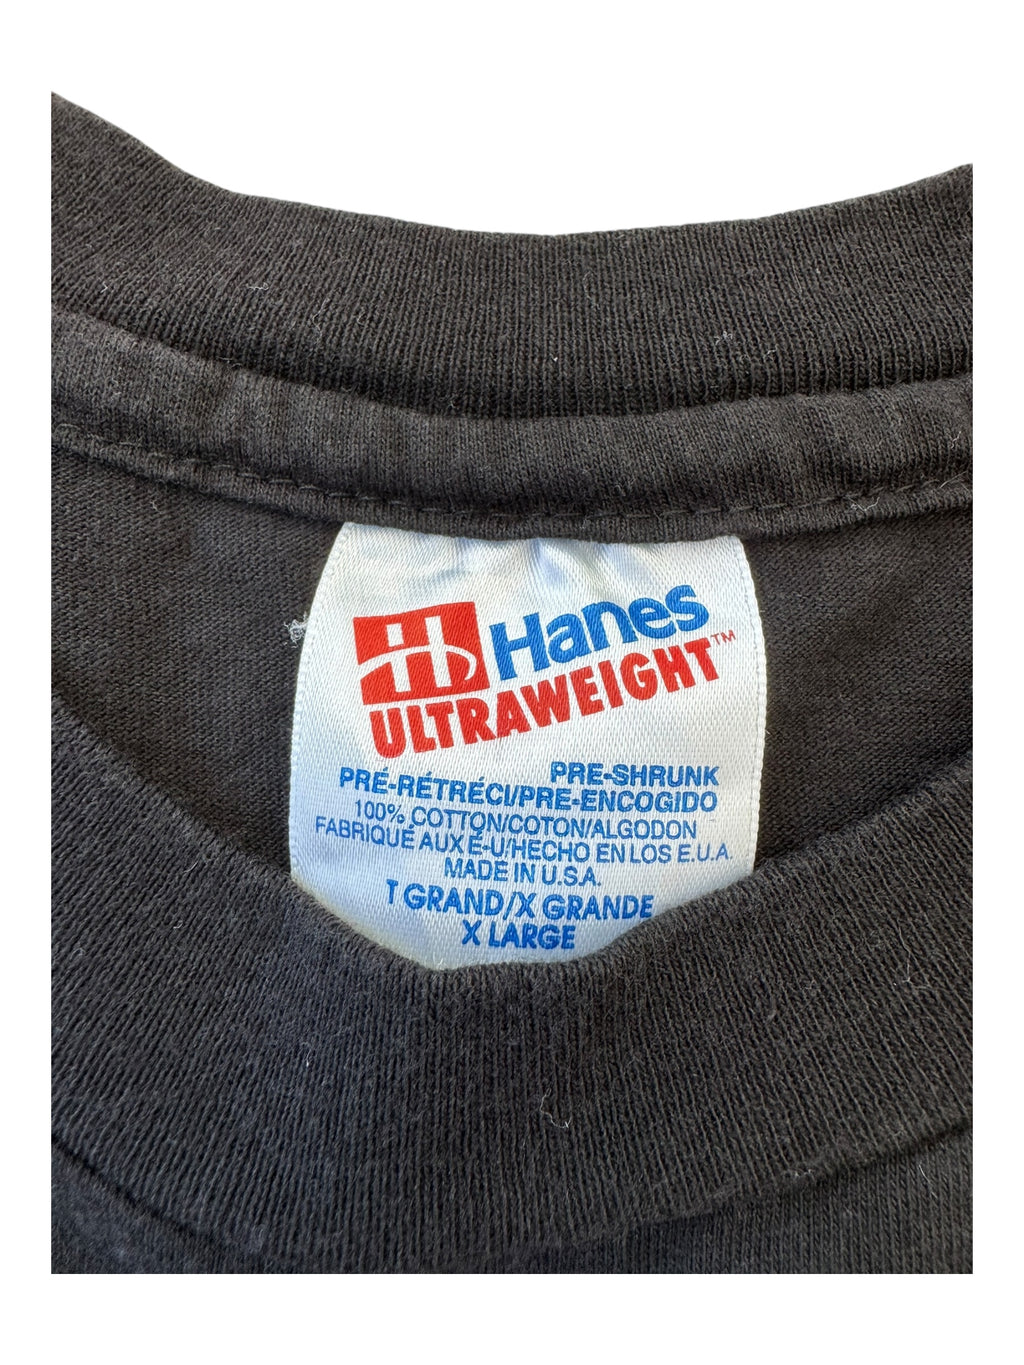 H Hanes
ULTRAWEIGHT™
PRE-SHRUNK
PRÉ-RÉTRÉCI/PRE-ENCOGIDO
100% COTTON/COTON/ALGODON
FABRIQUÉ AUX É-U/HECHO EN LOS E.U.A.
MADE IN U.S.A.
T GRAND/X GRANDE
X LARGE